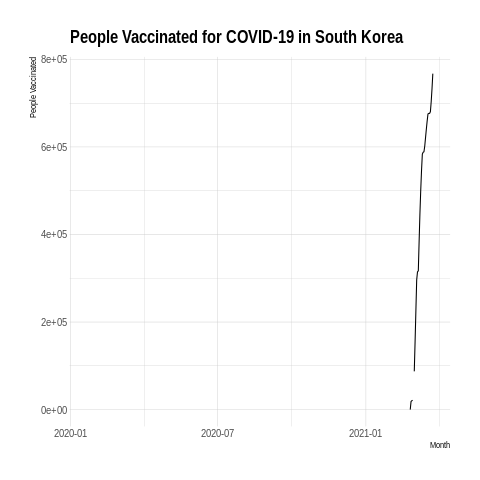 People Vaccinated for COVID-19 in South Korea
People Vaccinated
8e+05
6e+05
4e+05
2e+05
0e+00
2020-01
2020-07
2021-01
Month